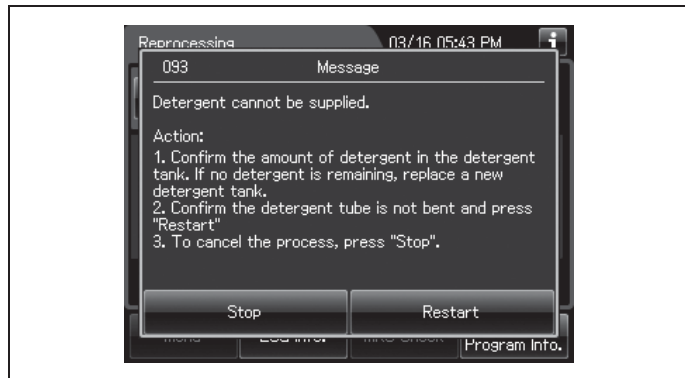 Reprocessing 03/16 05:43 PM i
093 Message
Detergent cannot be supplied.
Action:
1. Confirm the amount of detergent in the detergent
tank. If no detergent is remaining, replace a new
detergent tank.
2. Confirm the detergent tube is not bent and press
"Restart"
3. To cancel the process, press "Stop".
Stop Restart
Program Info.